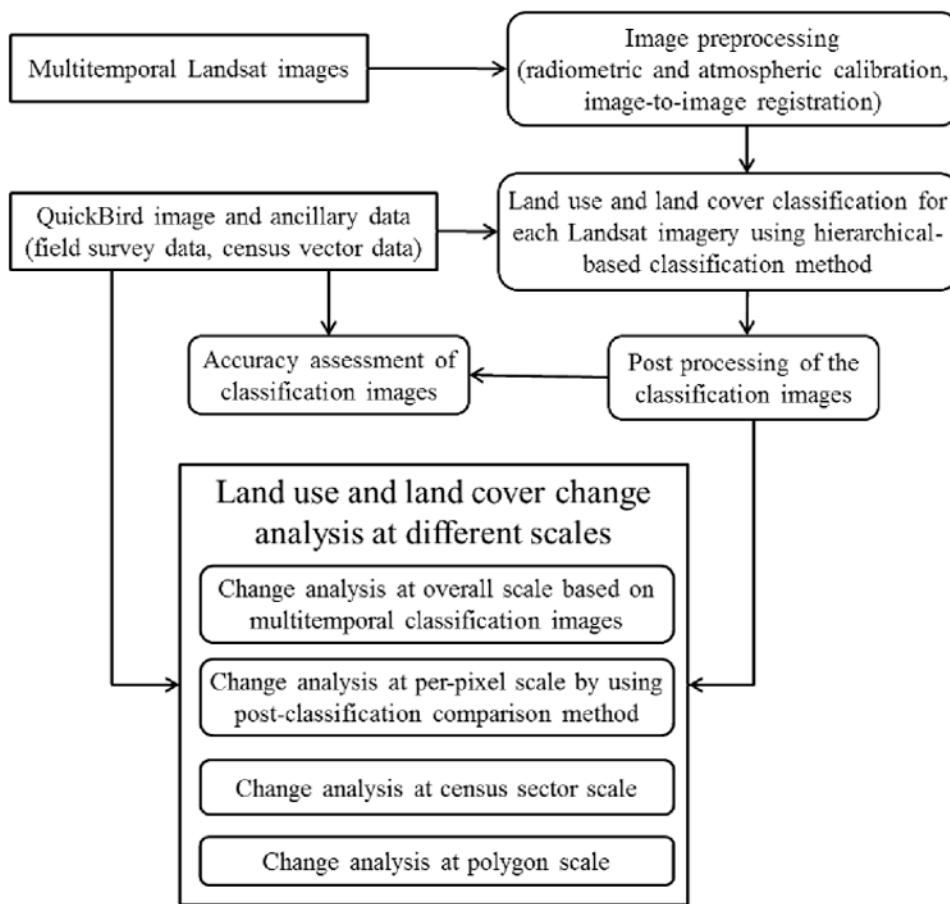 Multitemporal Landsat images
Image preprocessing
(radiometric and atmospheric calibration,
image-to-image registration)
QuickBird image and ancillary data
(field survey data, census vector data)
Land use and land cover classification for
each Landsat imagery using hierarchical-
based classification method
Accuracy assessment of
classification images
Post processing of the
classification images
Land use and land cover change
analysis at different scales
Change analysis at overall scale based on
multitemporal classification images
Change analysis at per-pixel scale by using
post-classification comparison method
Change analysis at census sector scale
Change analysis at polygon scale